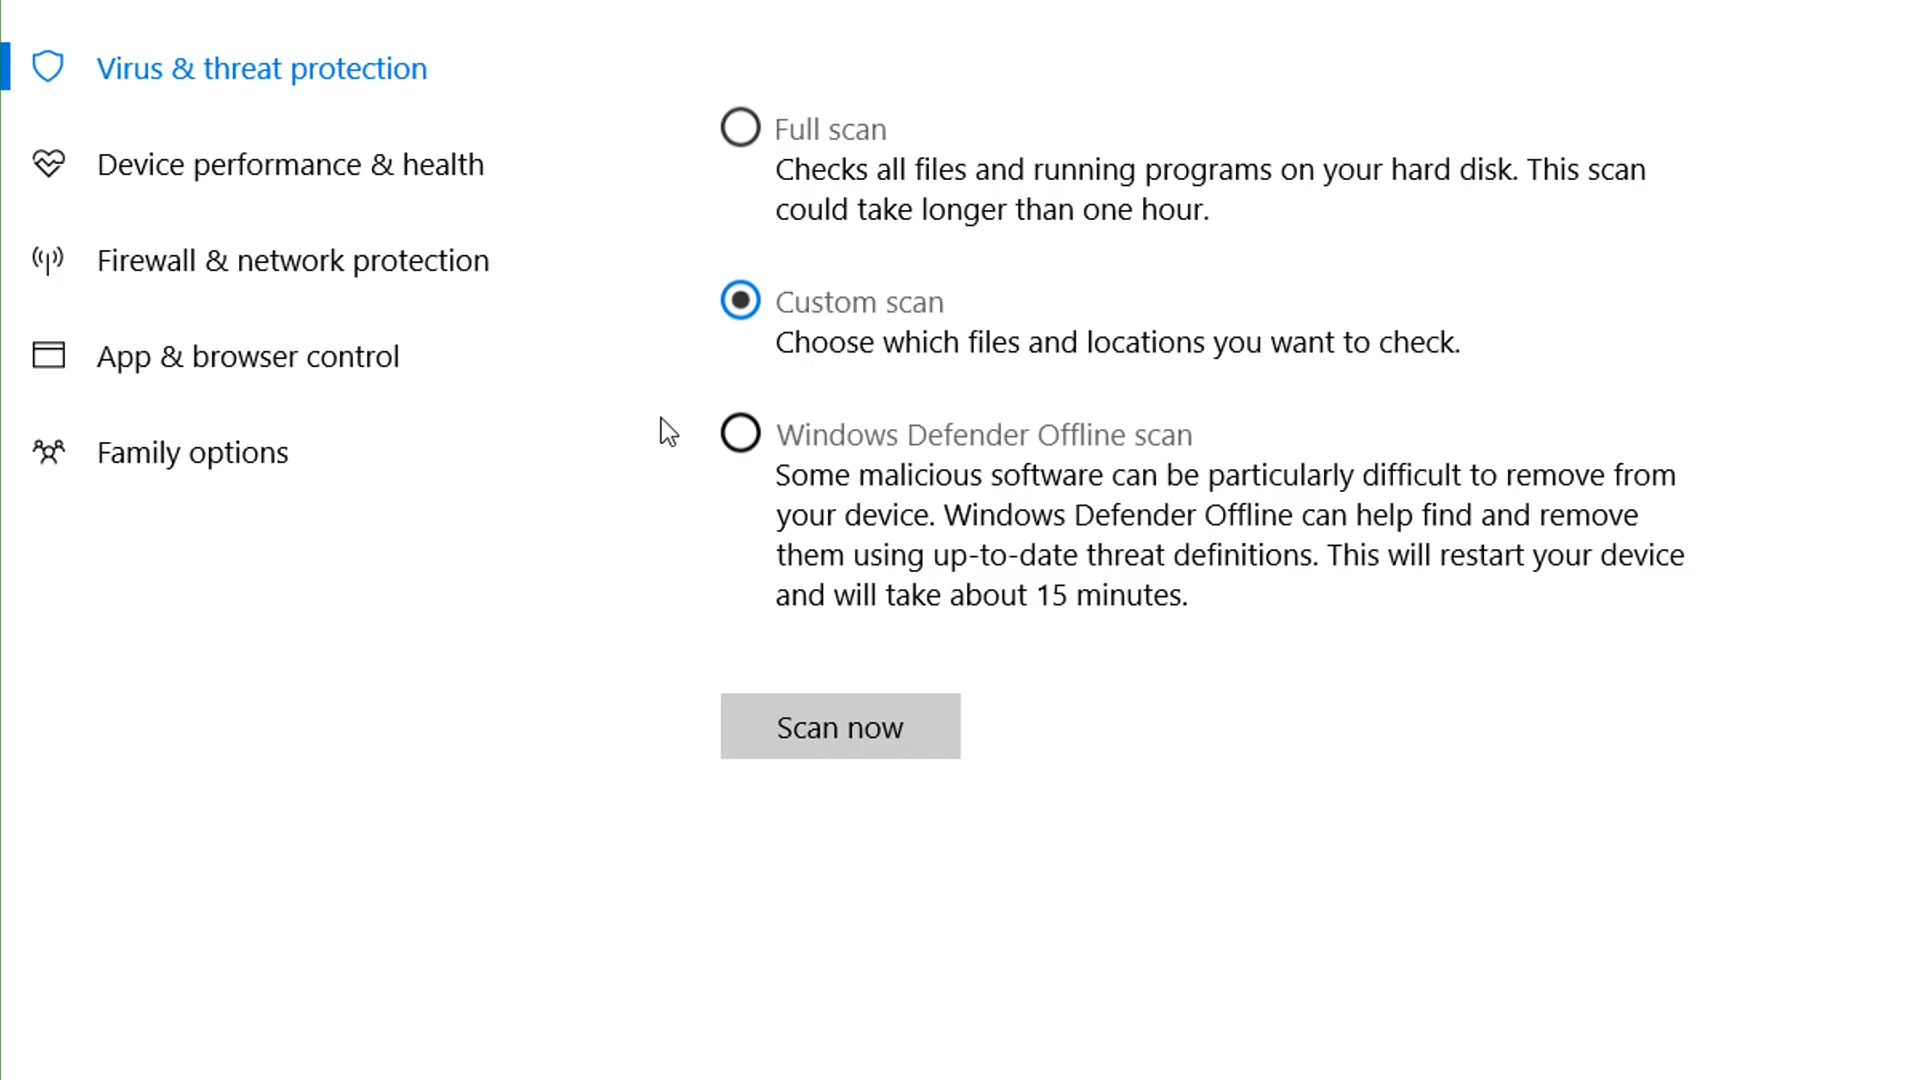 Virus & threat protection
Device performance & health
Firewall & network protection
App & browser control
Family options
Full scan
Checks all files and running programs on your hard disk. This scan
could take longer than one hour.
Custom scan
Choose which files and locations you want to check.
Windows Defender Offline scan
Some malicious software can be particularly difficult to remove from
your device. Windows Defender Offline can help find and remove
them using up-to-date threat definitions. This will restart your device
and will take about 15 minutes.
Scan now